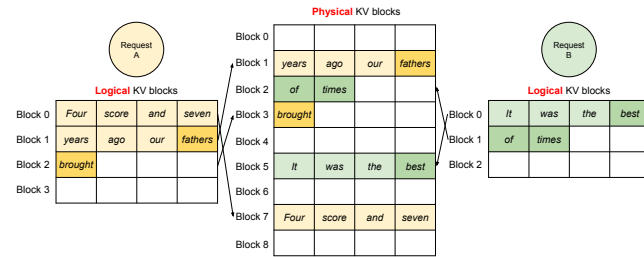 Physical KV blocks
Request
A
Request
B
Logical KV blocks
Block 0 Four score and seven
Block 1 years ago our fathers
Block 2 brought
Block 3
Block 0
Block 1 years ago our fathers
Block 2 of times
Block 3 brought
Block 4
Block 5 It was the best
Block 6
Block 7 Four score and seven
Block 8
Logical KV blocks
Block 0 It was the best
Block 1 of times
Block 2